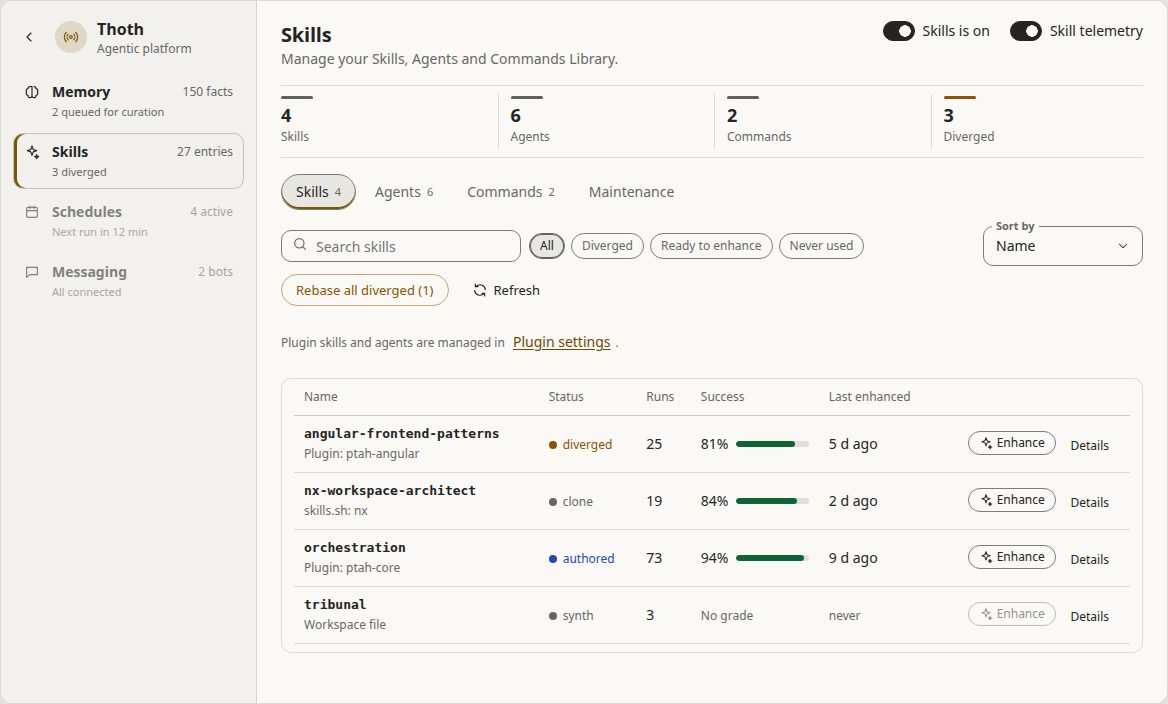 Thoth
Agentic platform
Memory 150 facts
2 queued for curation
Skills 27 entries
3 diverged
Schedules 4 active
Next run in 12 min
Messaging 2 bots
All connected
Skills
Manage your Skills, Agents and Commands Library.
Skills is on Skill telemetry
4 6 2 3
Skills Agents Commands Diverged
Skills 4 Agents 6 Commands 2 Maintenance
Search skills All Diverged Ready to enhance Never used
Sort by
Name
Rebase all diverged (1) Refresh
Plugin skills and agents are managed in Plugin settings .
Name Status Runs Success Last enhanced
angular-frontend-patterns
Plugin: ptah-angular
diverged 25 81% 5 d ago Enhance Details
nx-workspace-architect
skills.sh: nx
clone 19 84% 2 d ago Enhance Details
orchestration
Plugin: ptah-core
authored 73 94% 9 d ago Enhance Details
tribunal
Workspace file
synth 3 No grade never Enhance Details